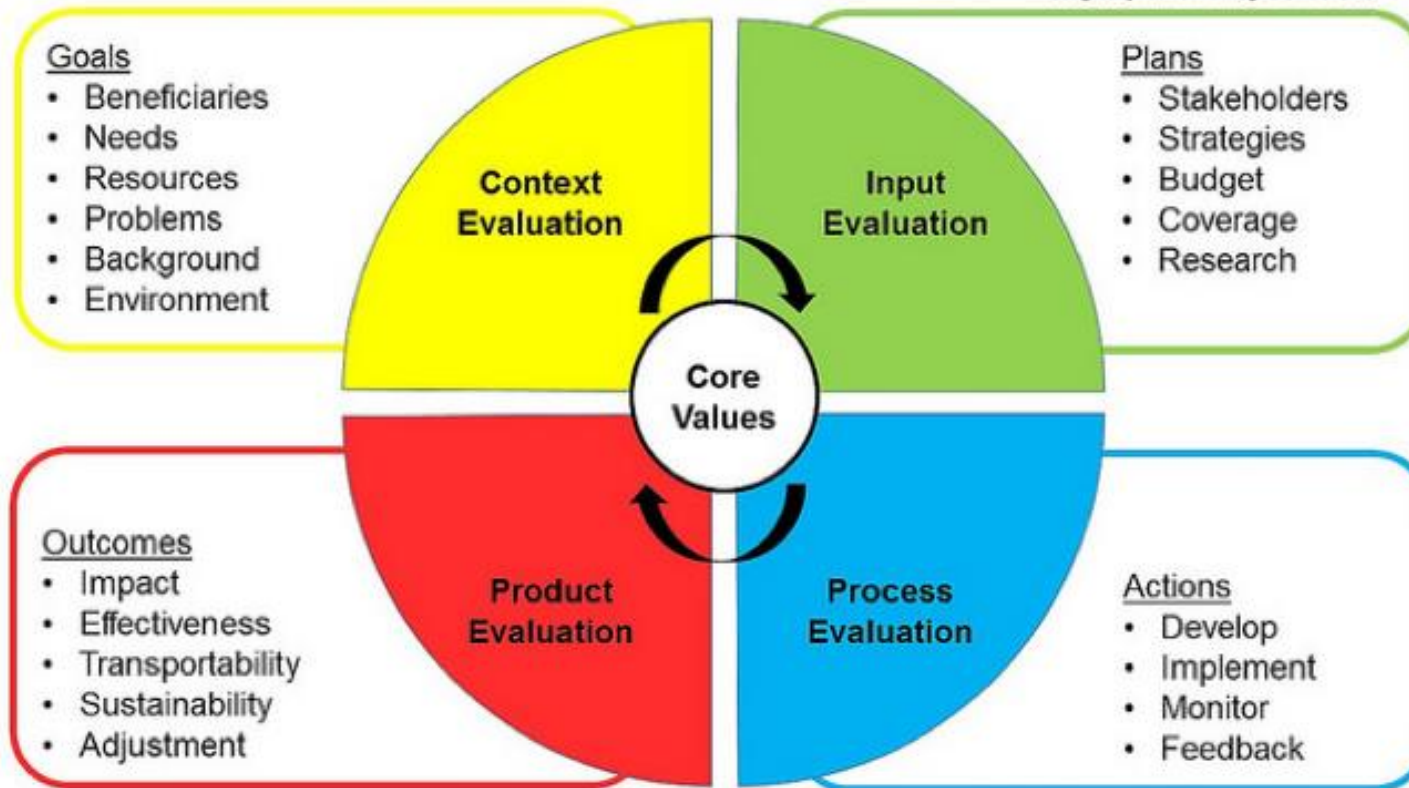 Goals
• Beneficiaries
• Needs
• Resources
• Problems
• Background
• Environment
Context
Evaluation
Input
Evaluation
Plans
• Stakeholders
• Strategies
• Budget
• Coverage
• Research
Core
Values
Outcomes
• Impact
• Effectiveness
• Transportability
• Sustainability
• Adjustment
Product
Evaluation
Process
Evaluation
Actions
• Develop
• Implement
• Monitor
• Feedback